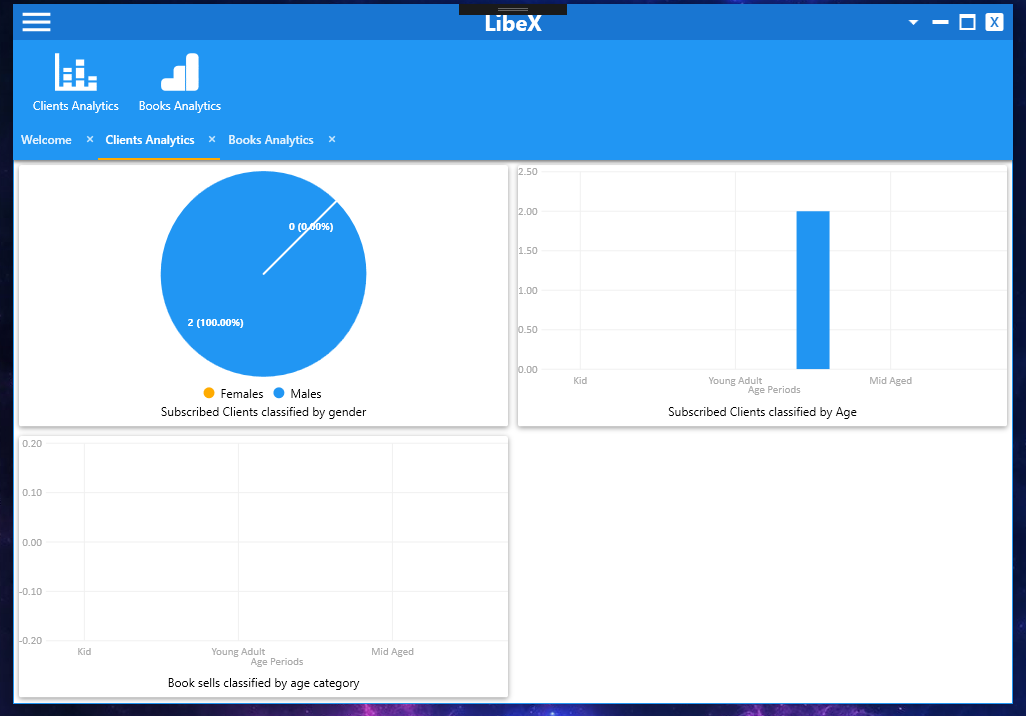 LibeX
X
Clients Analytics
Books Analytics
Welcome × Clients Analytics × Books Analytics ×
0 (0.00%)
2 (100.00%)
Females Males
Subscribed Clients classified by gender
2.50
2.00
1.50
1.00
0.50
0.00
Kid Young Adult Mid Aged
Age Periods
Subscribed Clients classified by Age
0.20
0.10
0.00
-0.10
-0.20
Kid Young Adult Mid Aged
Age Periods
Book sells classified by age category